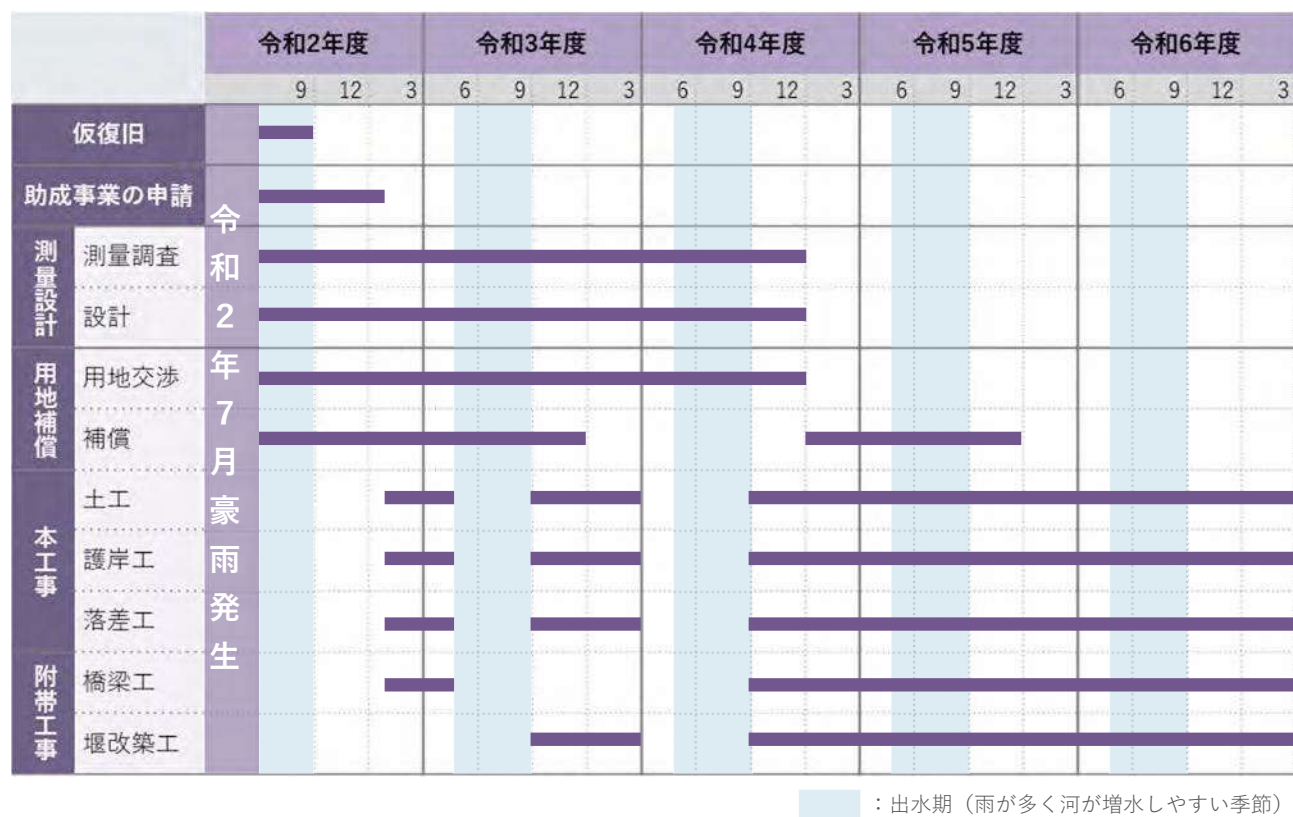 令和2年度 令和3年度 令和4年度 令和5年度 令和6年度
9 12 3 6 9 12 3 6 9 12 3 6 9 12 3 6 9 12 3
仮復旧
助成事業の申請
測量設計
測量調査
設計
用地補償
用地交渉
補償
本工事
土工
護岸工
落差工
附帯工事
橋梁工
堰改築工
令和2年7月豪雨発生
：出水期（雨が多く河が増水しやすい季節）